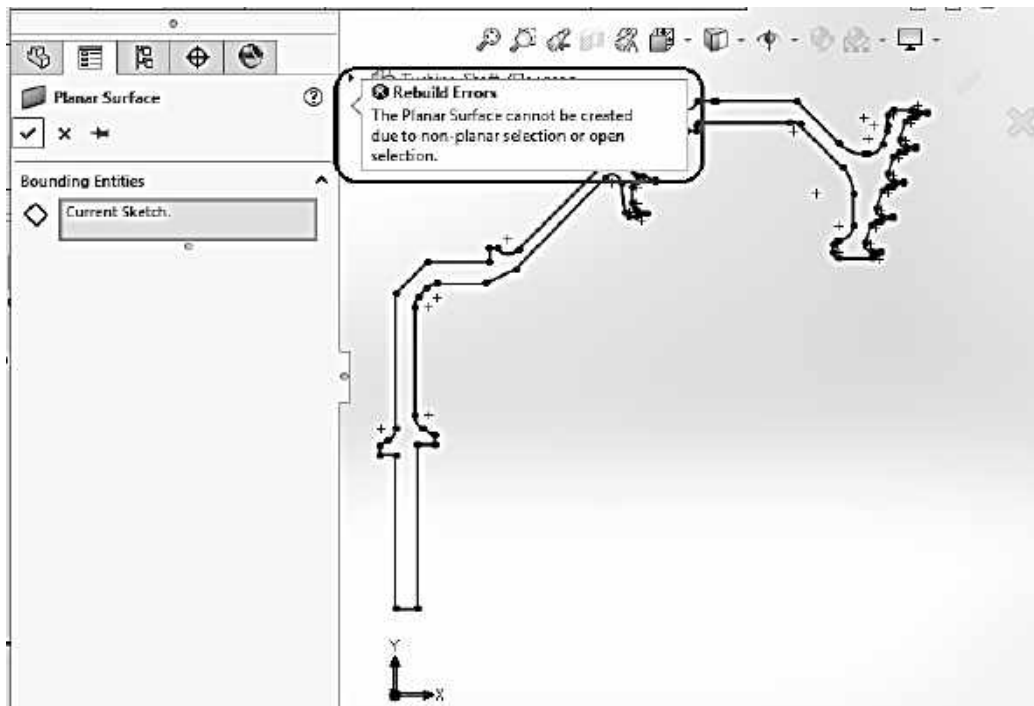 Planar Surface
Rebuild Errors
The Planar Surface cannot be created
due to non-planar selection or open
selection.
Bounding Entities
Current Sketch.
Y
X